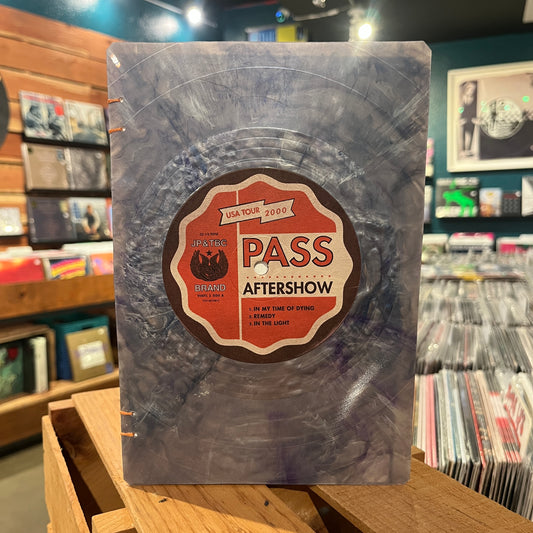 USA TOUR 2000
JP&TBC
BRAND
PASS
AFTERSHOW
1. IN MY TIME OF DYING
2. REMEDY
3. IN THE LIGHT